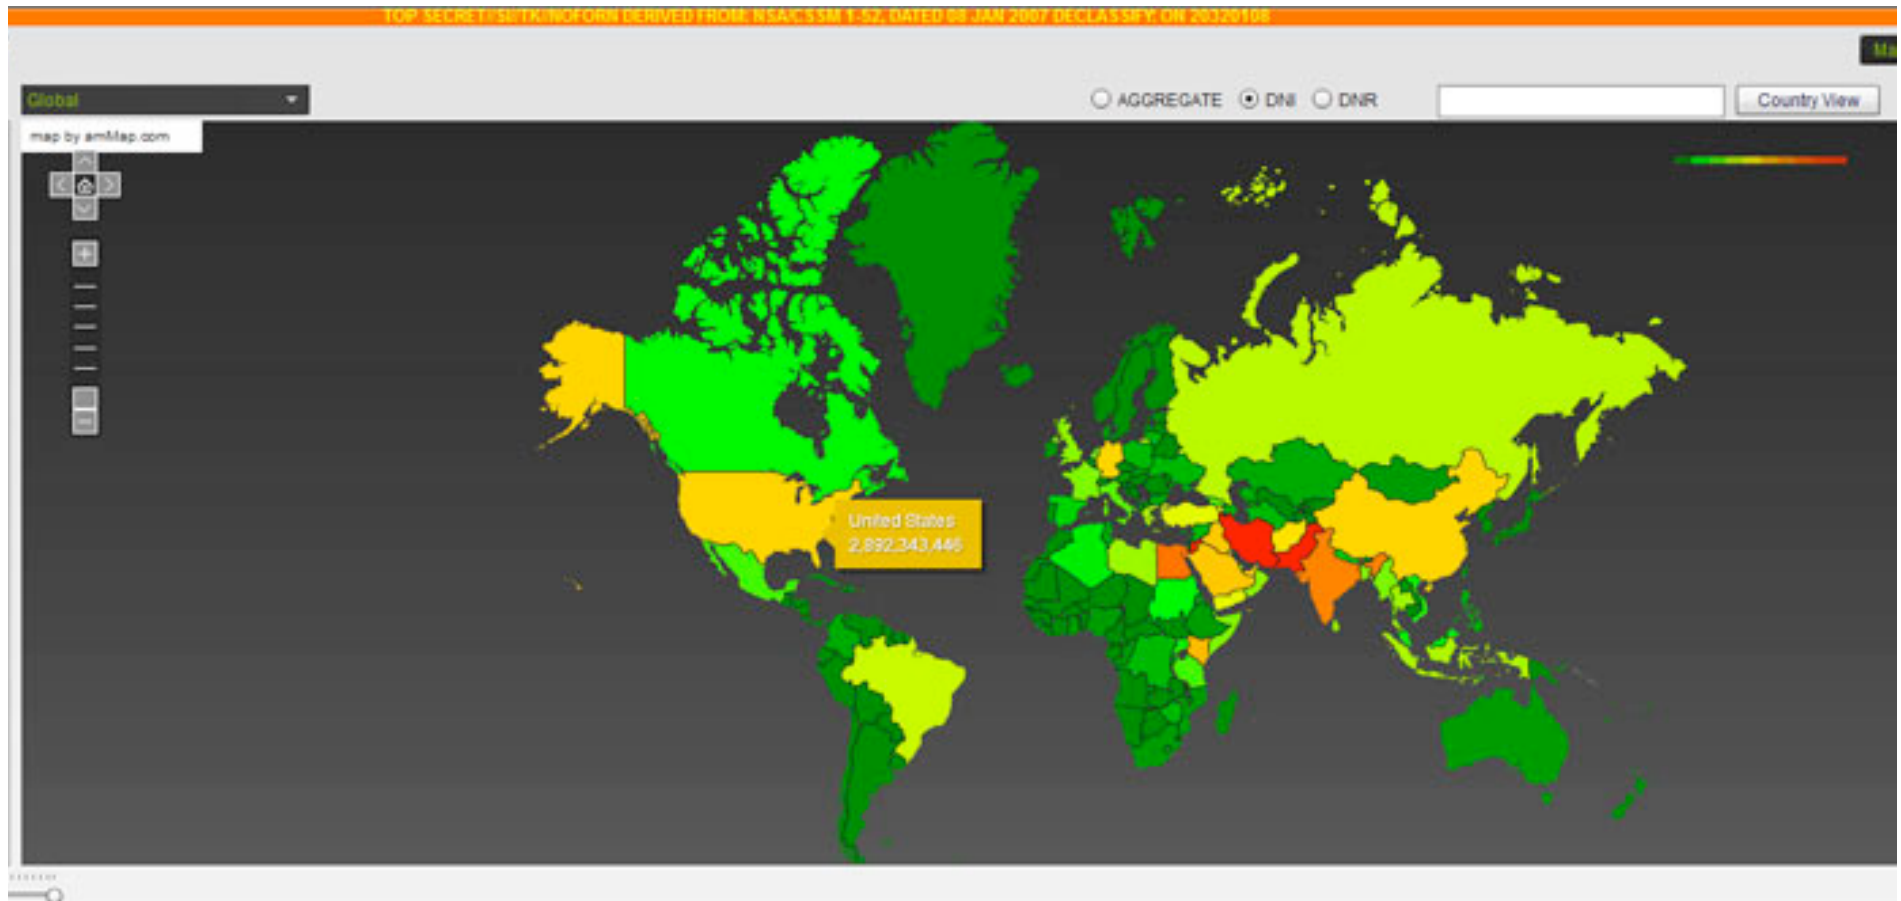 TOP SECRET//SI//TK//NOFORN DERIVED FROM: NSA/CSSM 1-52, DATED 08 JAN 2007 DECLASSIFY: ON 20320108
Global
AGGREGATE DNI DNR
Country View
map by amMap.com
United States
2,892,343,446